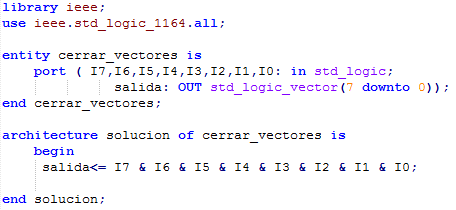 library ieee;
use ieee.std_logic_1164.all;
entity cerrar_vectores is
port ( I7,I6,I5,I4,I3,I2,I1,I0: in std_logic;
salida: OUT std_logic_vector(7 downto 0));
end cerrar_vectores;
architecture solucion of cerrar_vectores is
begin
salida<= I7 & I6 & I5 & I4 & I3 & I2 & I1 & I0;
end solucion;